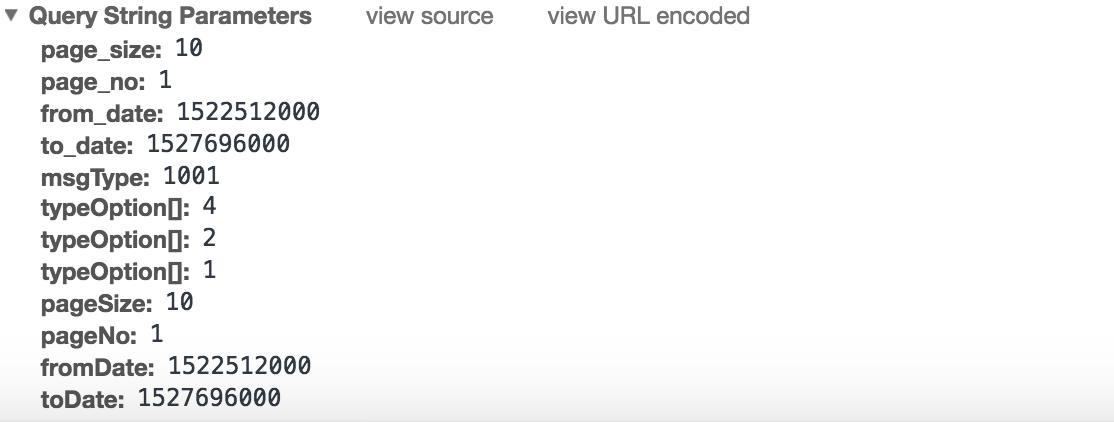 ▼ Query String Parameters view source view URL encoded
page_size: 10
page_no: 1
from_date: 1522512000
to_date: 1527696000
msgType: 1001
typeOption[]: 4
typeOption[]: 2
typeOption[]: 1
pageSize: 10
pageNo: 1
fromDate: 1522512000
toDate: 1527696000